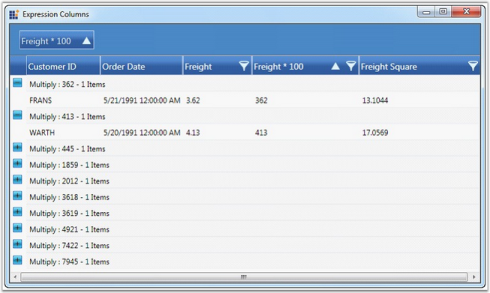 Expression Columns
Freight * 100
Customer ID Order Date Freight Freight * 100 Freight Square
Multiply : 362 - 1 Items
FRANS 5/21/1991 12:00:00 AM 3.62 362 13.1044
Multiply : 413 - 1 Items
WARTH 5/20/1991 12:00:00 AM 4.13 413 17.0569
Multiply : 445 - 1 Items
Multiply : 1859 - 1 Items
Multiply : 2012 - 1 Items
Multiply : 3618 - 1 Items
Multiply : 3619 - 1 Items
Multiply : 4921 - 1 Items
Multiply : 7422 - 1 Items
Multiply : 7945 - 1 Items